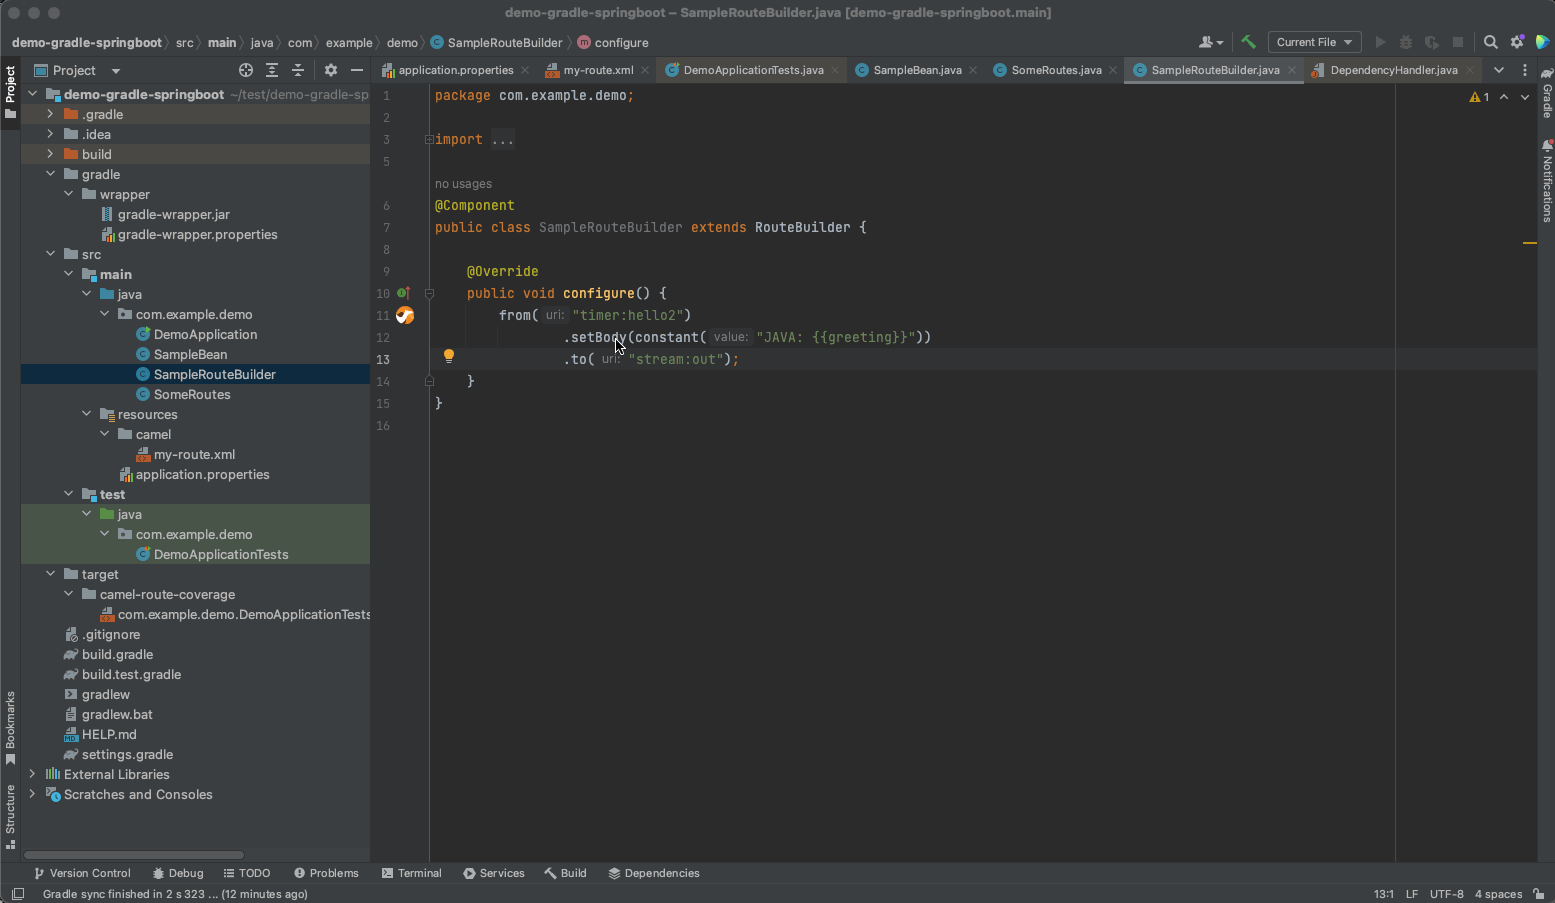 demo-gradle-springboot – SampleRouteBuilder.java [demo-gradle-springboot.main]
demo-gradle-springboot src main java com example demo SampleRouteBuilder configure
Current File
Project
application.properties my-route.xml DemoApplicationTests.java SampleBean.java SomeRoutes.java SampleRouteBuilder.java DependencyHandler.java
Project
demo-gradle-springboot ~/test/demo-gradle-sp
.gradle
.idea
build
gradle
wrapper
gradle-wrapper.jar
gradle-wrapper.properties
src
main
java
com.example.demo
DemoApplication
SampleBean
SampleRouteBuilder
SomeRoutes
resources
camel
my-route.xml
application.properties
test
java
com.example.demo
DemoApplicationTests
target
camel-route-coverage
com.example.demo.DemoApplicationTests
.gitignore
build.gradle
build.test.gradle
gradlew
gradlew.bat
HELP.md
settings.gradle
External Libraries
Scratches and Consoles
Bookmarks
Structure
1 package com.example.demo;
2
3 import ...
5
no usages
6 @Component
7 public class SampleRouteBuilder extends RouteBuilder {
8
9 @Override
10 public void configure() {
11 from( uri: "timer:hello2")
12 .setBody(constant( value: "JAVA: {{greeting}}"))
13 .to( uri: "stream:out");
14 }
15 }
16
1
Gradle
Notifications
Version Control Debug TODO Problems Terminal Services Build Dependencies
Gradle sync finished in 2 s 323 ... (12 minutes ago)
13:1 LF UTF-8 4 spaces